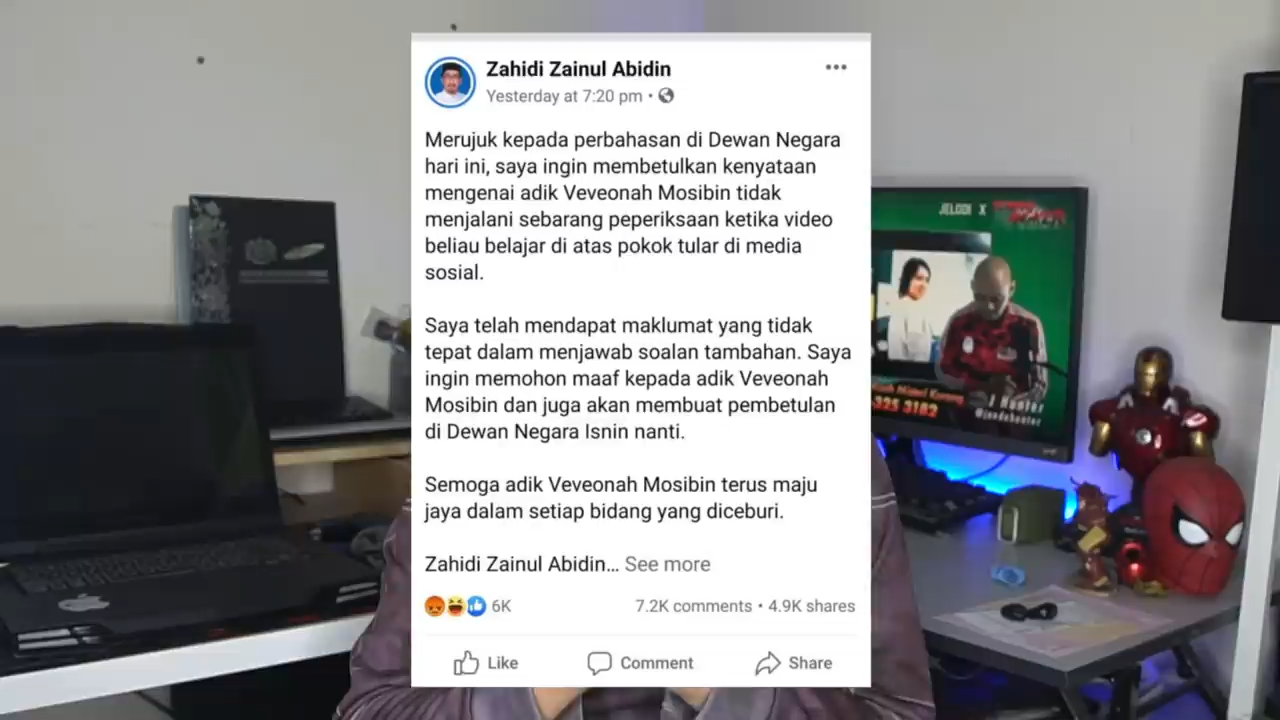 Zahidi Zainul Abidin
Yesterday at 7:20 pm
Merujuk kepada perbahasan di Dewan Negara
hari ini, saya ingin membetulkan kenyataan
mengenai adik Veveonah Mosibin tidak
menjalani sebarang peperiksaan ketika video
beliau belajar di atas pokok tular di media
sosial.
Saya telah mendapat maklumat yang tidak
tepat dalam menjawab soalan tambahan. Saya
ingin memohon maaf kepada adik Veveonah
Mosibin dan juga akan membuat pembetulan
di Dewan Negara Isnin nanti.
Semoga adik Veveonah Mosibin terus maju
jaya dalam setiap bidang yang diceburi.
Zahidi Zainul Abidin... See more
6K
7.2K comments • 4.9K shares
Like Comment Share
JELODI X
325 3182
J Hunter